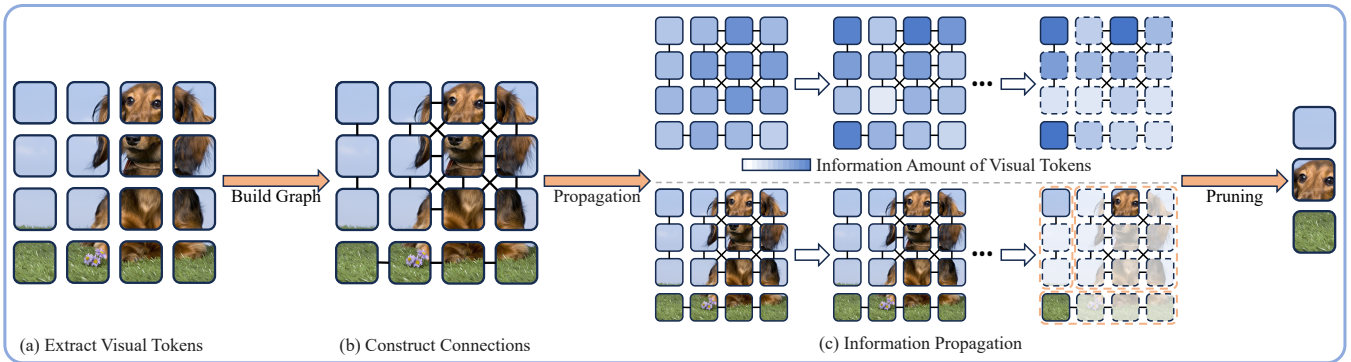 Build Graph
Propagation
Information Amount of Visual Tokens
Pruning
(a) Extract Visual Tokens
(b) Construct Connections
(c) Information Propagation